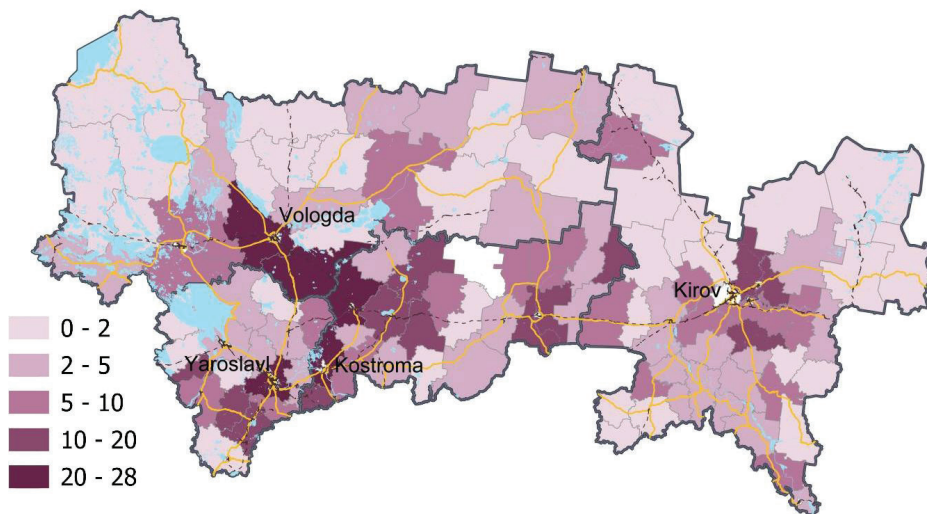 Vologda
Kirov
Yaroslavl
Kostroma
0 - 2
2 - 5
5 - 10
10 - 20
20 - 28